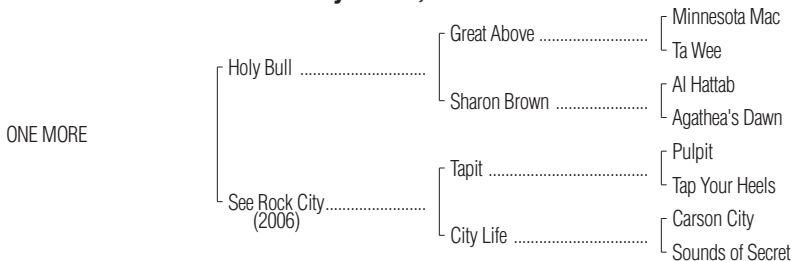 Minnesota Mac
Great Above ..............................
Ta Wee
Holy Bull ..................................
Al Hattab
Sharon Brown .........................
Agathea's Dawn
ONE MORE
Pulpit
Tapit ...........................................
Tap Your Heels
See Rock City...........................
(2006)
Carson City
City Life ....................................
Sounds of Secret